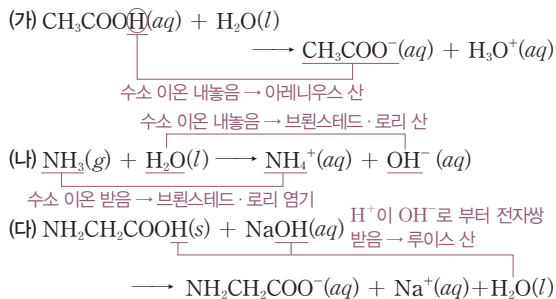 (가) CH₃COOH(aq) + H₂O(l)
⟶ CH₃COO⁻(aq) + H₃O⁺(aq)
수소 이온 내놓음 → 아레니우스 산
수소 이온 내놓음 → 브뢴스테드 · 로리 산
(나) NH₃(g) + H₂O(l) ⟶ NH₄⁺(aq) + OH⁻ (aq)
수소 이온 받음 → 브뢴스테드 · 로리 염기
(다) NH₂CH₂COOH(s) + NaOH(aq)
H⁺이 OH⁻로 부터 전자쌍
받음 → 루이스 산
⟶ NH₂CH₂COO⁻(aq) + Na⁺(aq)+H₂O(l)